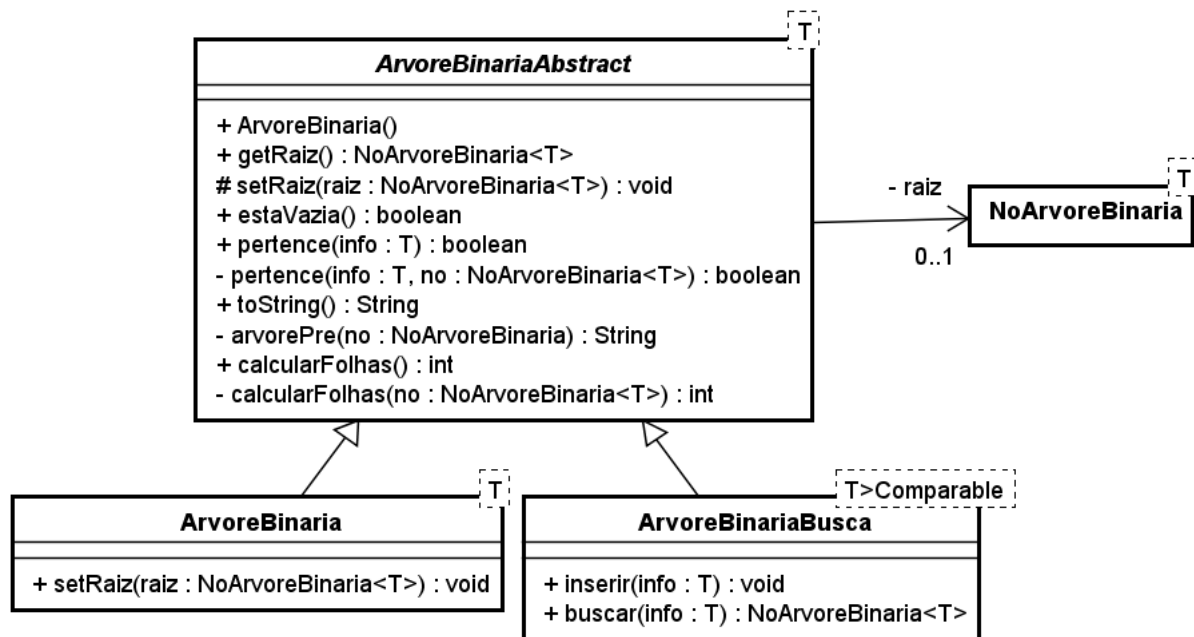 T
ArvoreBinariaAbstract
+ ArvoreBinaria()
+ getRaiz() : NoArvoreBinaria<T>
# setRaiz(raiz : NoArvoreBinaria<T>) : void
+ estaVazia() : boolean
+ pertence(info : T) : boolean
- pertence(info : T, no : NoArvoreBinaria<T>) : boolean
+ toString() : String
- arvorePre(no : NoArvoreBinaria) : String
+ calcularFolhas() : int
- calcularFolhas(no : NoArvoreBinaria<T>) : int
- raiz
0..1
T
NoArvoreBinaria
T
ArvoreBinaria
+ setRaiz(raiz : NoArvoreBinaria<T>) : void
T>Comparable
ArvoreBinariaBusca
+ inserir(info : T) : void
+ buscar(info : T) : NoArvoreBinaria<T>